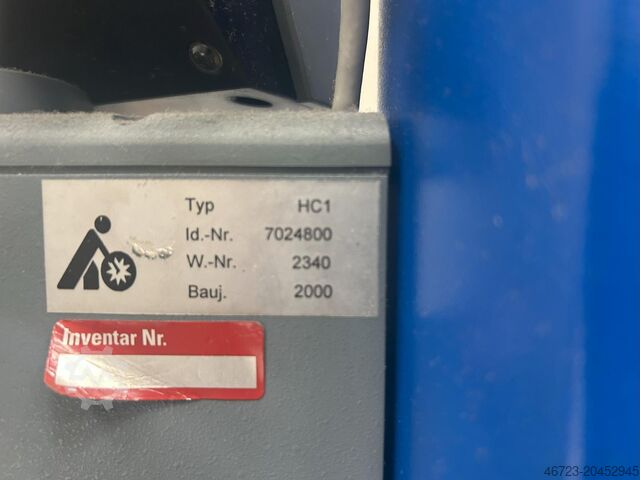 Typ HC1
Id.-Nr. 7024800
W.-Nr. 2340
Bauj. 2000
Inventar Nr.
46723-20452945